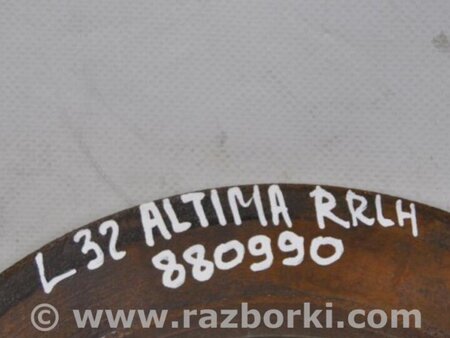 L32 ALTIMA RRLH
880990
© www.razborki.com